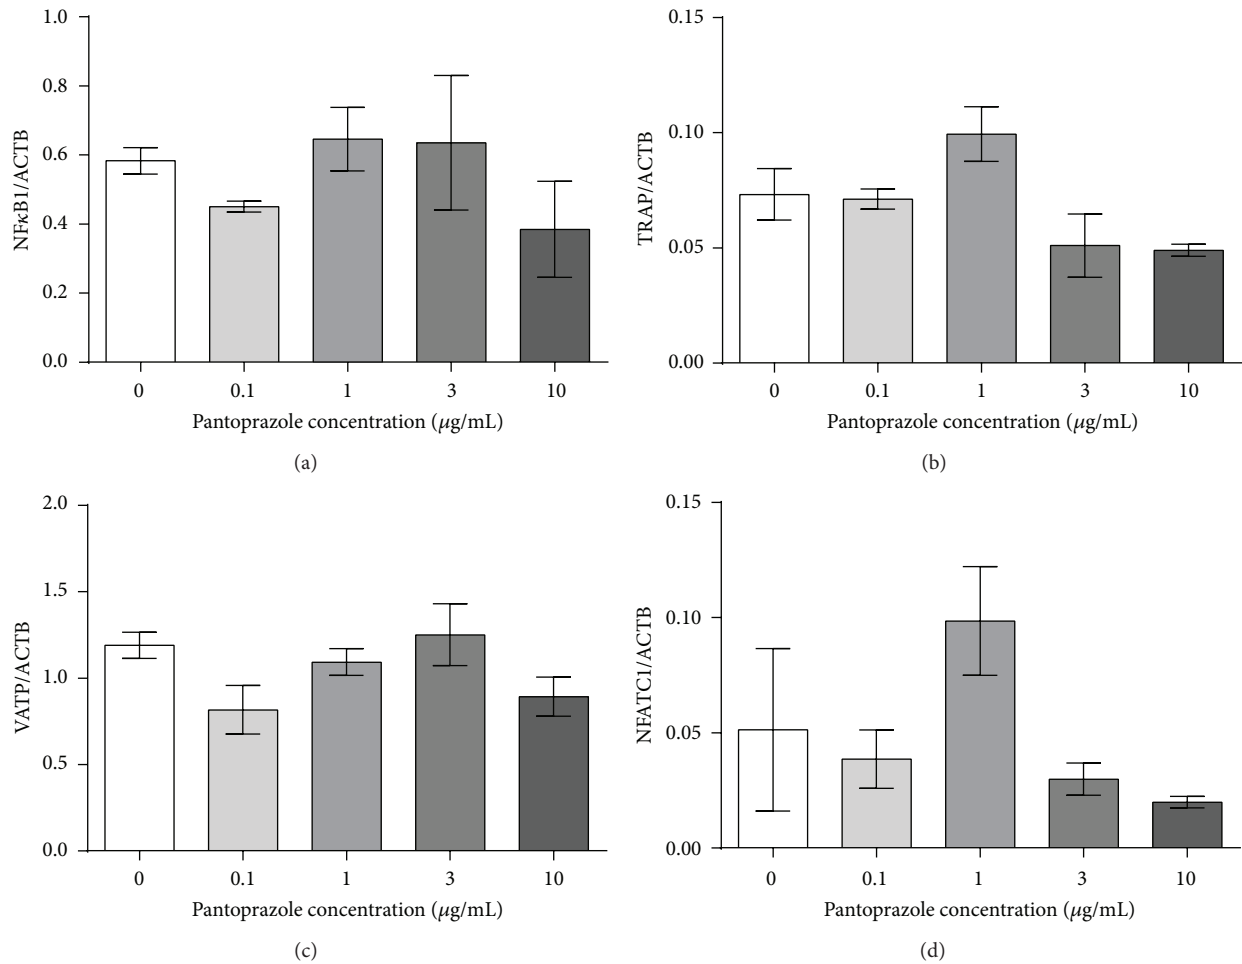 NFκB1/ACTB
1.0
0.8
0.6
0.4
0.2
0.0
0 0.1 1 3 10
Pantoprazole concentration (μg/mL)
(a)
TRAP/ACTB
0.15
0.10
0.05
0.00
0 0.1 1 3 10
Pantoprazole concentration (μg/mL)
(b)
VATP/ACTB
2.0
1.5
1.0
0.5
0.0
0 0.1 1 3 10
Pantoprazole concentration (μg/mL)
(c)
NFATC1/ACTB
0.15
0.10
0.05
0.00
0 0.1 1 3 10
Pantoprazole concentration (μg/mL)
(d)